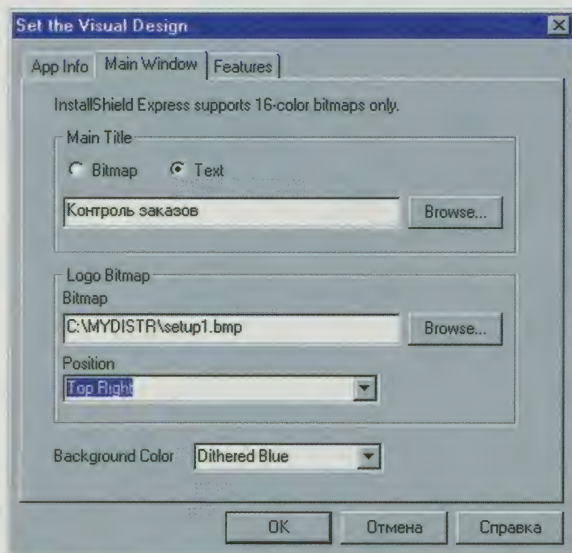 Set the Visual Design
App Info Main Window Features
InstallShield Express supports 16-color bitmaps only.
Main Title
Bitmap Text
Контроль заказов Browse...
Logo Bitmap
Bitmap
C:\MYDISTR\setup1.bmp Browse...
Position
Top Right
Background Color Dithered Blue
OK Отмена Справка